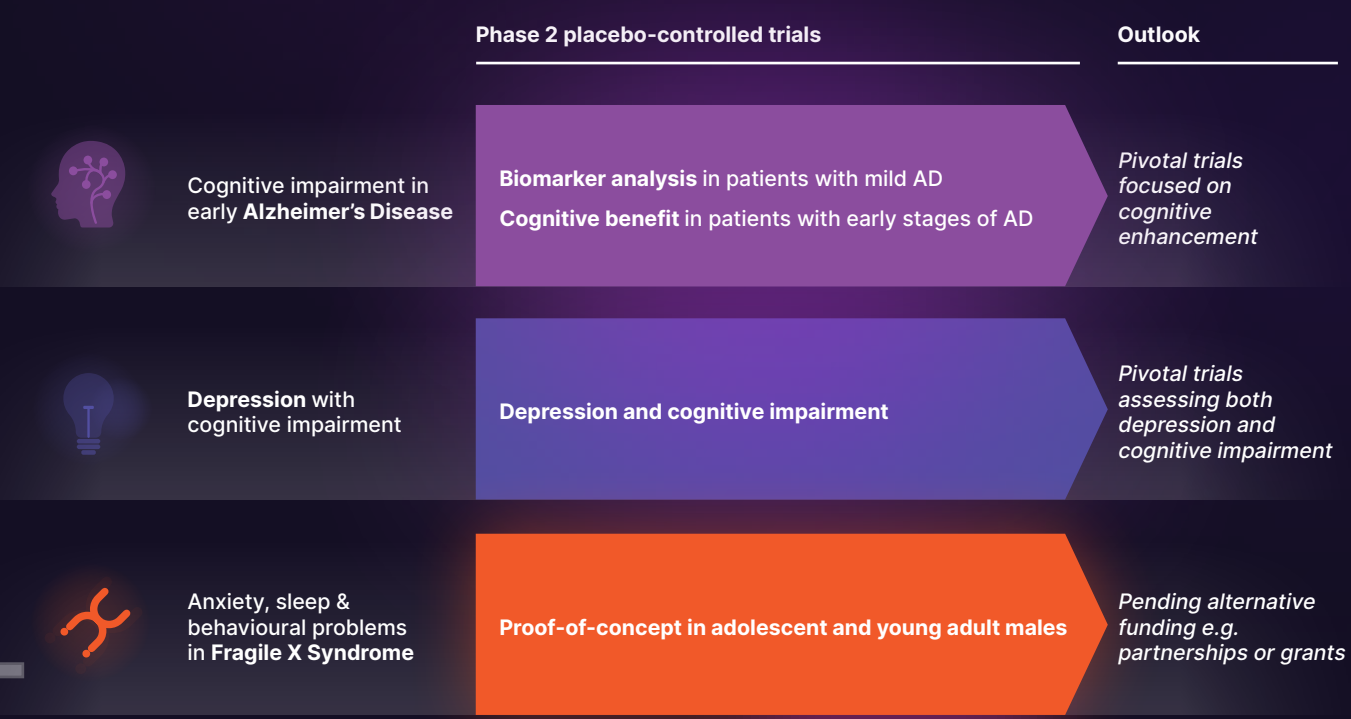 Phase 2 placebo-controlled trials
Outlook
Cognitive impairment in
early Alzheimer’s Disease
Biomarker analysis in patients with mild AD
Cognitive benefit in patients with early stages of AD
Pivotal trials
focused on
cognitive
enhancement
Depression with
cognitive impairment
Depression and cognitive impairment
Pivotal trials
assessing both
depression and
cognitive impairment
Anxiety, sleep &
behavioural problems
in Fragile X Syndrome
Proof-of-concept in adolescent and young adult males
Pending alternative
funding e.g.
partnerships or grants